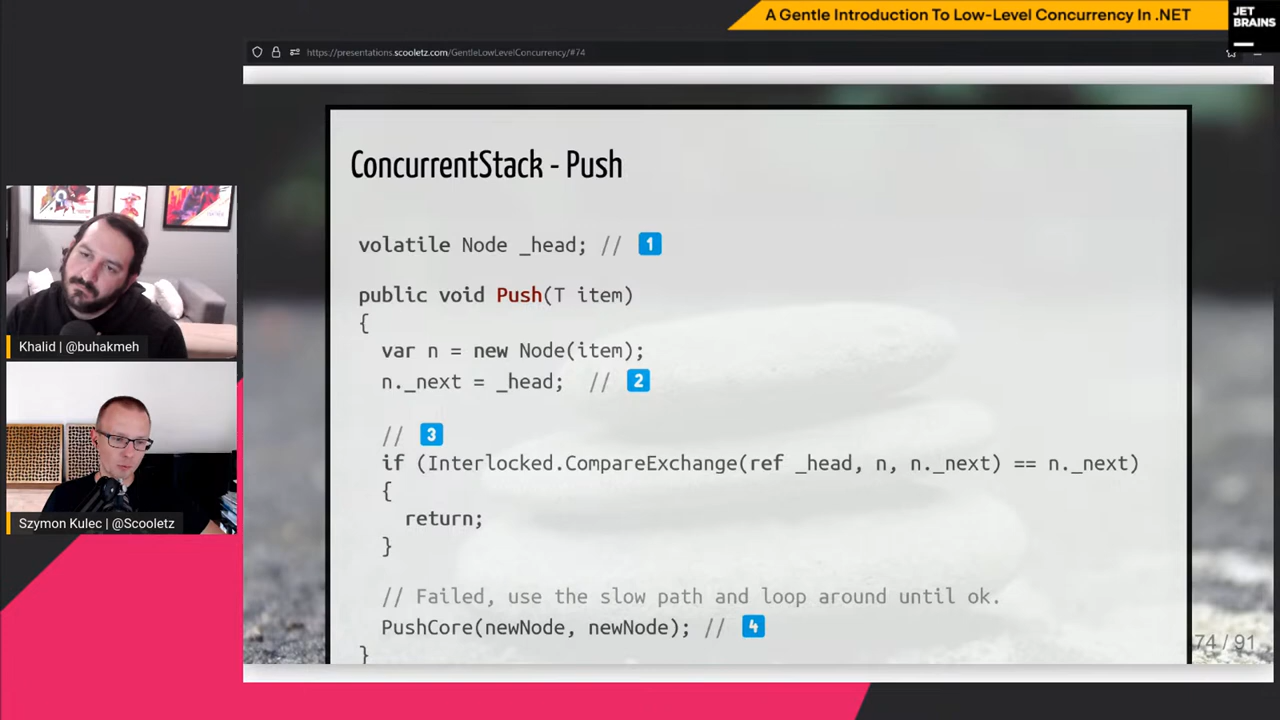 A Gentle Introduction To Low-Level Concurrency In .NET
JET
BRAINS
https://presentations.scooletz.com/GentleLowLevelConcurrency/#74
ConcurrentStack - Push
volatile Node _head; // 1
public void Push(T item)
{
var n = new Node(item);
n._next = _head; // 2
// 3
if (Interlocked.CompareExchange(ref _head, n, n._next) == n._next)
{
return;
}
// Failed, use the slow path and loop around until ok.
PushCore(newNode, newNode); // 4
}
74 / 91
Khalid | @buhakmeh
Szymon Kulec | @Scooletz